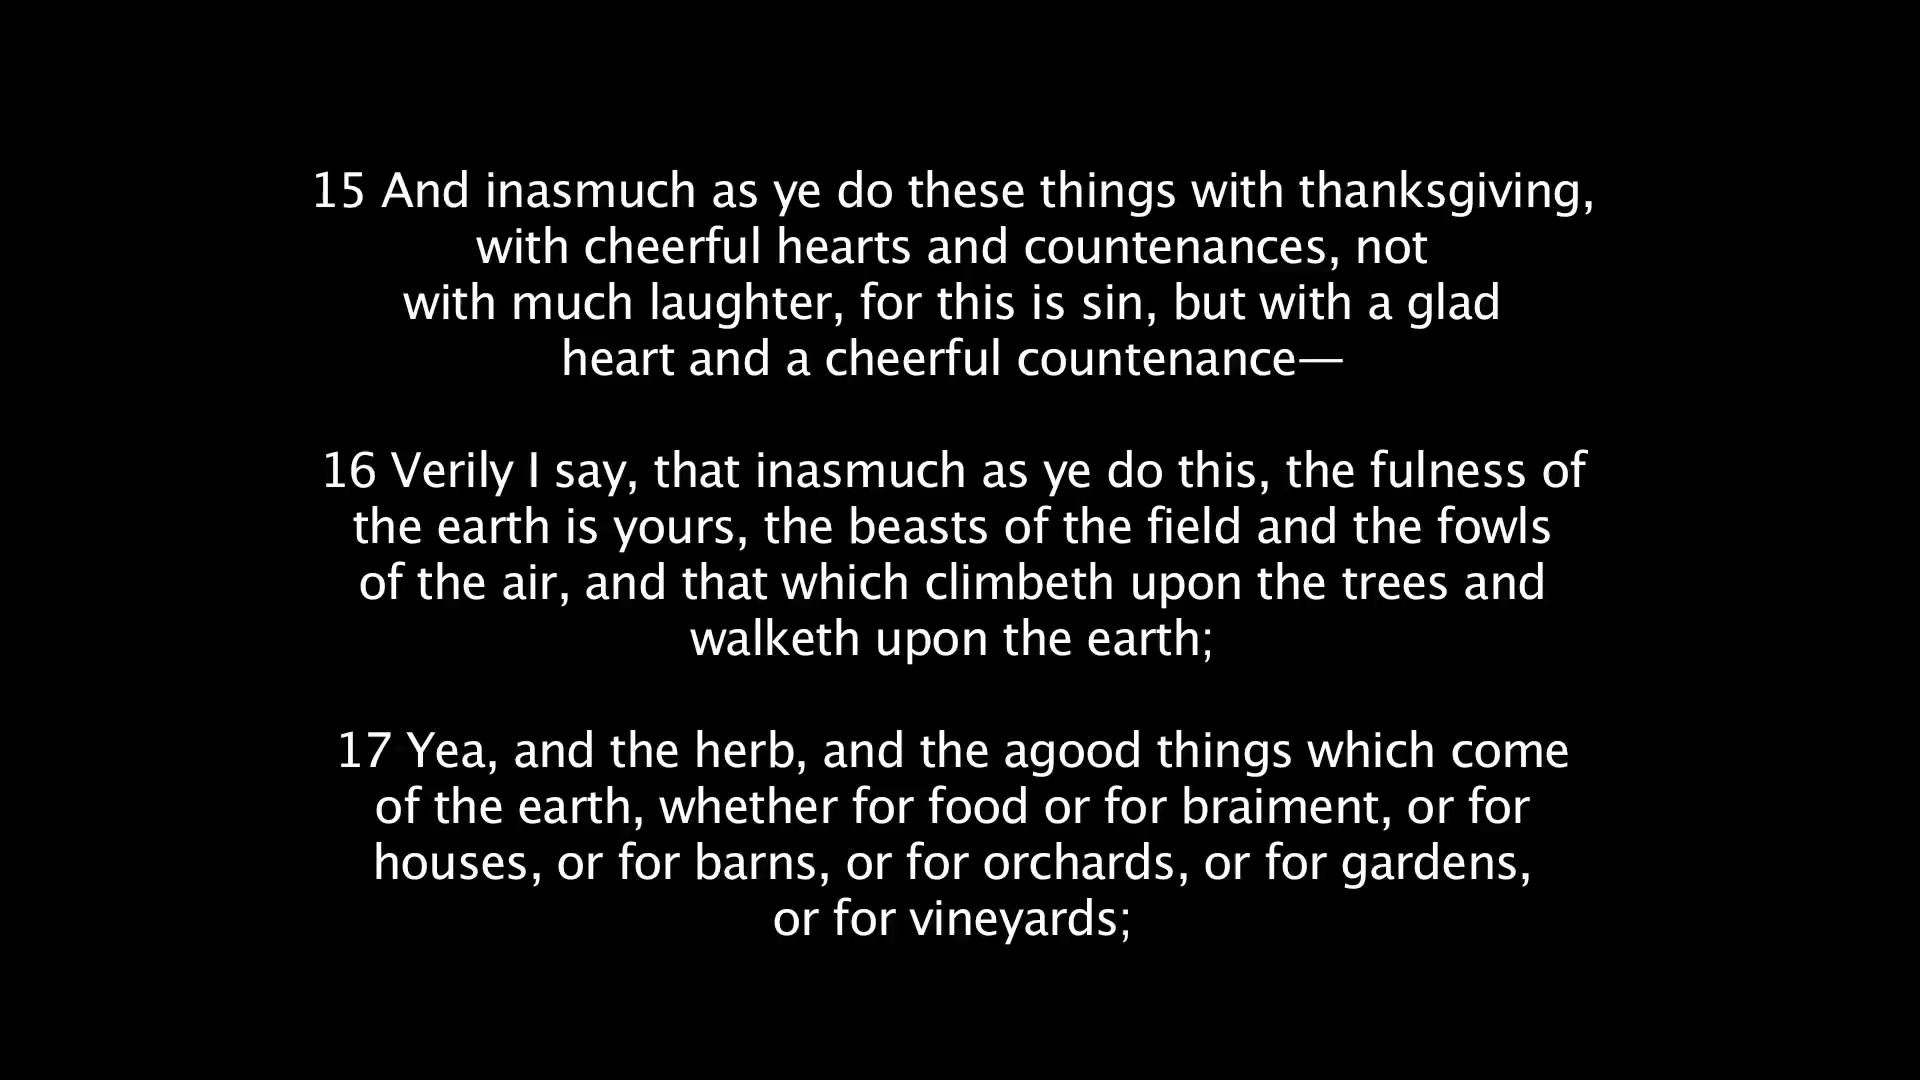 15 And inasmuch as ye do these things with thanksgiving,
with cheerful hearts and countenances, not
with much laughter, for this is sin, but with a glad
heart and a cheerful countenance—
16 Verily I say, that inasmuch as ye do this, the fulness of
the earth is yours, the beasts of the field and the fowls
of the air, and that which climbeth upon the trees and
walketh upon the earth;
17 Yea, and the herb, and the agood things which come
of the earth, whether for food or for braiment, or for
houses, or for barns, or for orchards, or for gardens,
or for vineyards;